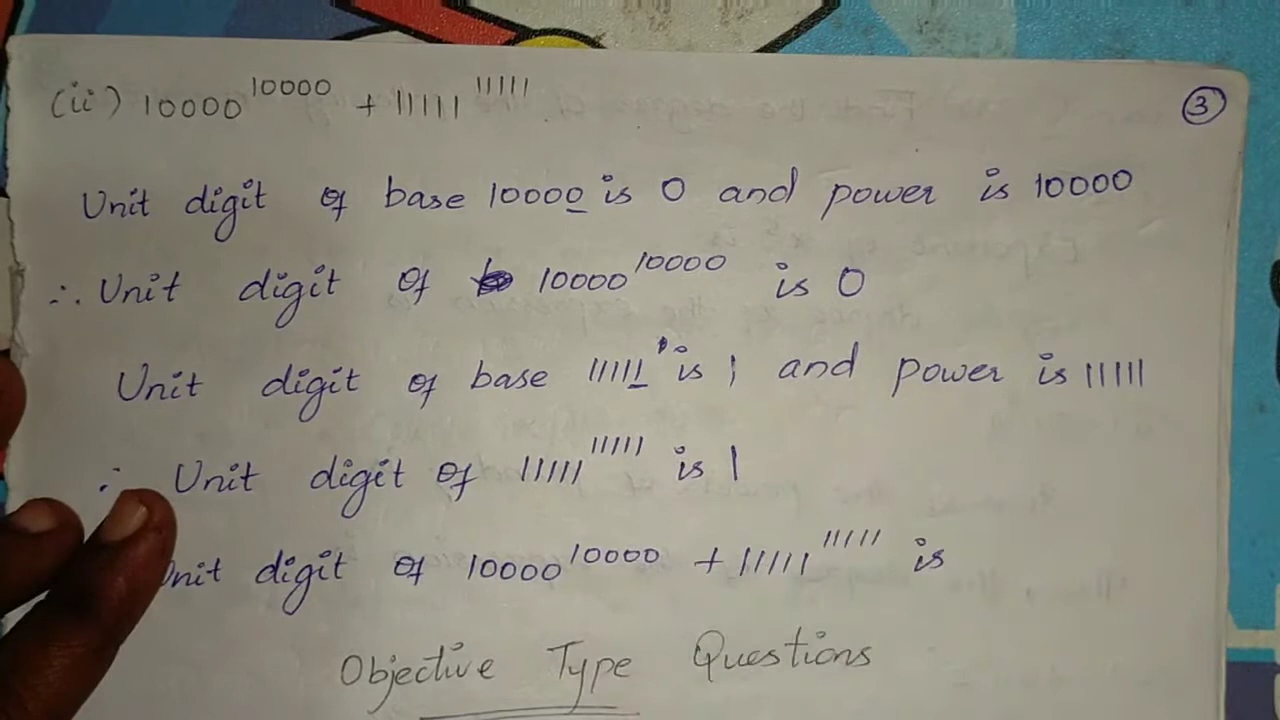 (ii) 10000^10000 + 11111^11111
3
Unit digit of base 10000 is 0 and power is 10000
∴ Unit digit of 10000^10000 is 0
Unit digit of base 11111 is 1 and power is 11111
∴ Unit digit of 11111^11111 is 1
Unit digit of 10000^10000 + 11111^11111 is
Objective Type Questions